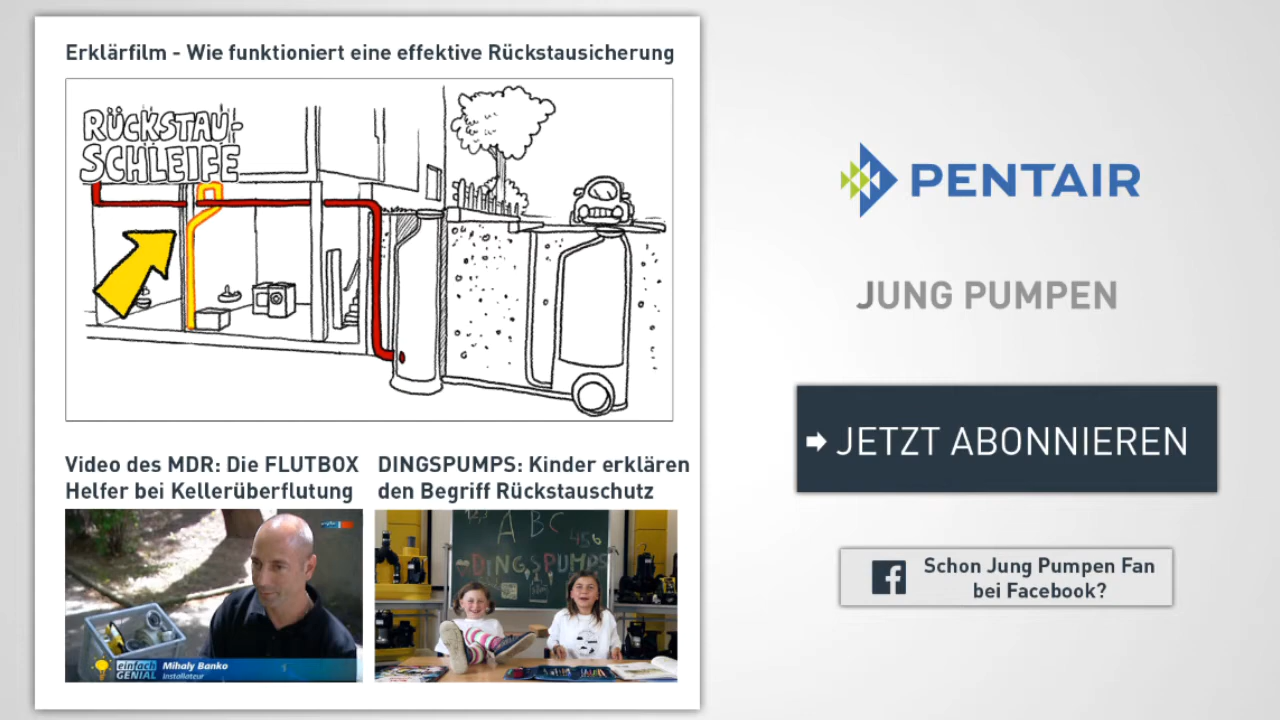 Erklärfilm - Wie funktioniert eine effektive Rückstausicherung
RÜCKSTAU-
SCHLEIFE
Video des MDR: Die FLUTBOX
Helfer bei Kellerüberflutung
DINGSPUMPS: Kinder erklären
den Begriff Rückstauschutz
einfach
GENIAL
Mihaly Banko
Installateur
123
A B C
456
DINGSPUMPS
PENTAIR
JUNG PUMPEN
JETZT ABONNIEREN
Schon Jung Pumpen Fan
bei Facebook?